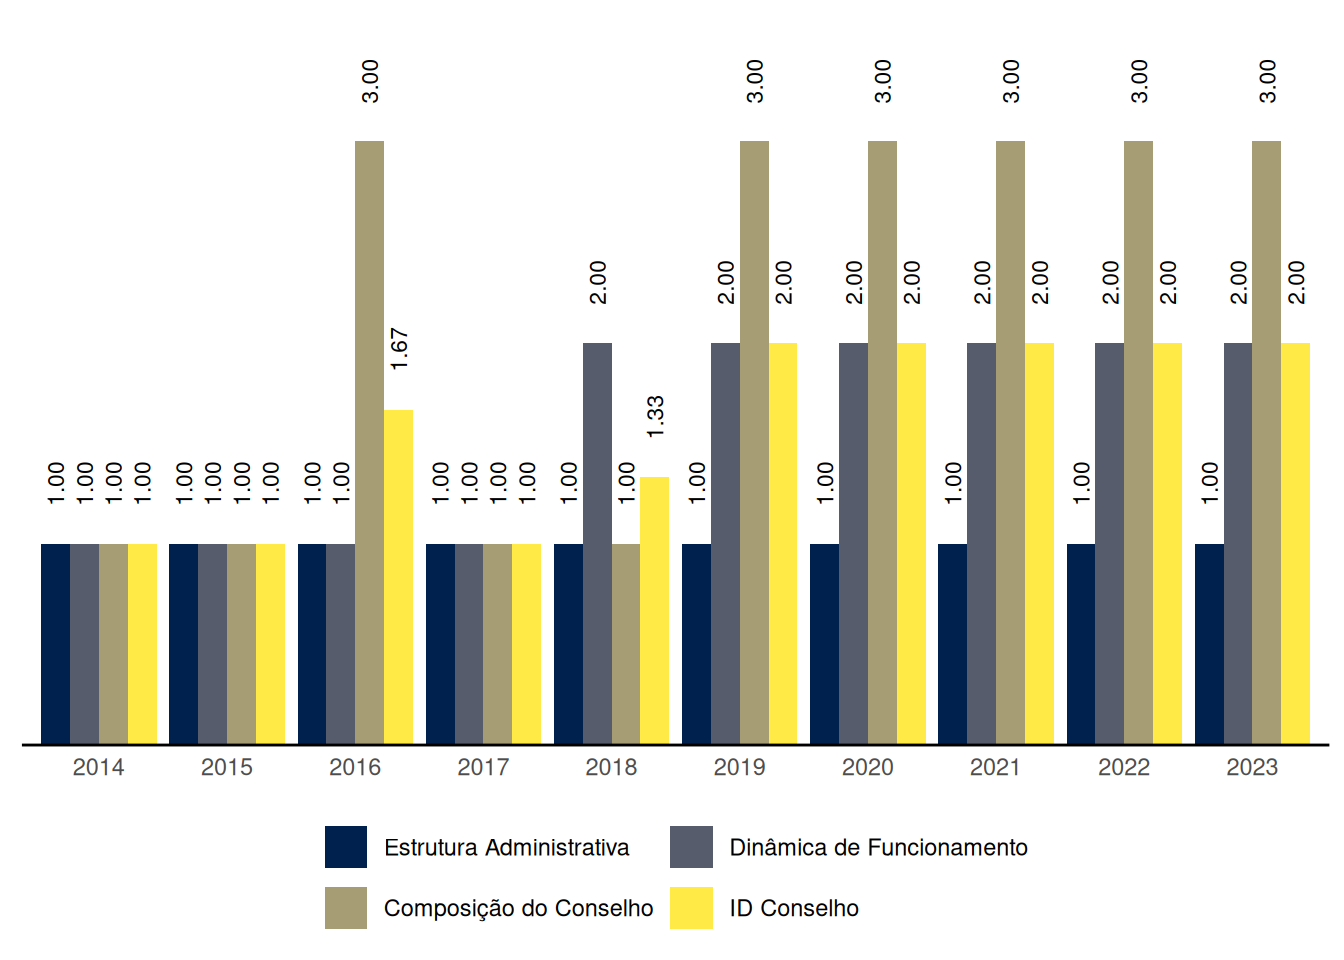 3.00 3.00 3.00 3.00 3.00 3.00
2.00 2.00 2.00 2.00 2.00 2.00 2.00 2.00 2.00 2.00 2.00
1.67
1.33
1.00 1.00 1.00 1.00 1.00 1.00 1.00 1.00 1.00 1.00 1.00 1.00 1.00 1.00 1.00 1.00 1.00 1.00 1.00 1.00 1.00
2014 2015 2016 2017 2018 2019 2020 2021 2022 2023
Estrutura Administrativa Dinâmica de Funcionamento
Composição do Conselho ID Conselho